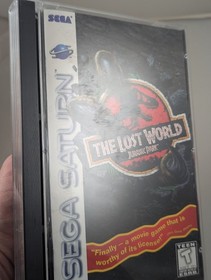 SEGA
SEGA SATURN
THE LOST WORLD
JURASSIC PARK
"Finally – a movie Game that is
worthy of its license!"
TEEN